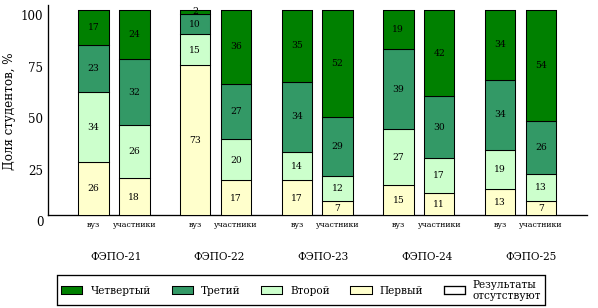 Доля студентов, %
100
75
50
25
0
17 24 2 36 35 52 19 42 34 54
23 32 10 27 34 29 39 30 34 26
34 26 15 20 14 12 27 17 19 13
26 18 73 17 17 7 15 11 13 7
вуз участники вуз участники вуз участники вуз участники вуз участники
ФЭПО-21 ФЭПО-22 ФЭПО-23 ФЭПО-24 ФЭПО-25
Четвертый Третий Второй Первый Результаты
отсутствуют